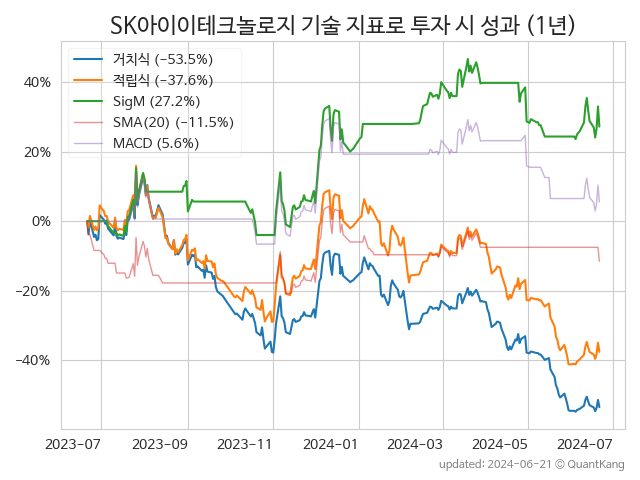 SK아이이테크놀로지 기술 지표로 투자 시 성과 (1년)
거치식 (−53.5%)
적립식 (−37.6%)
SigM (27.2%)
SMA(20) (−11.5%)
MACD (5.6%)
40%
20%
0%
−20%
−40%
2023-07 2023-09 2023-11 2024-01 2024-03 2024-05 2024-07
updated: 2024-06-21 © QuantKang